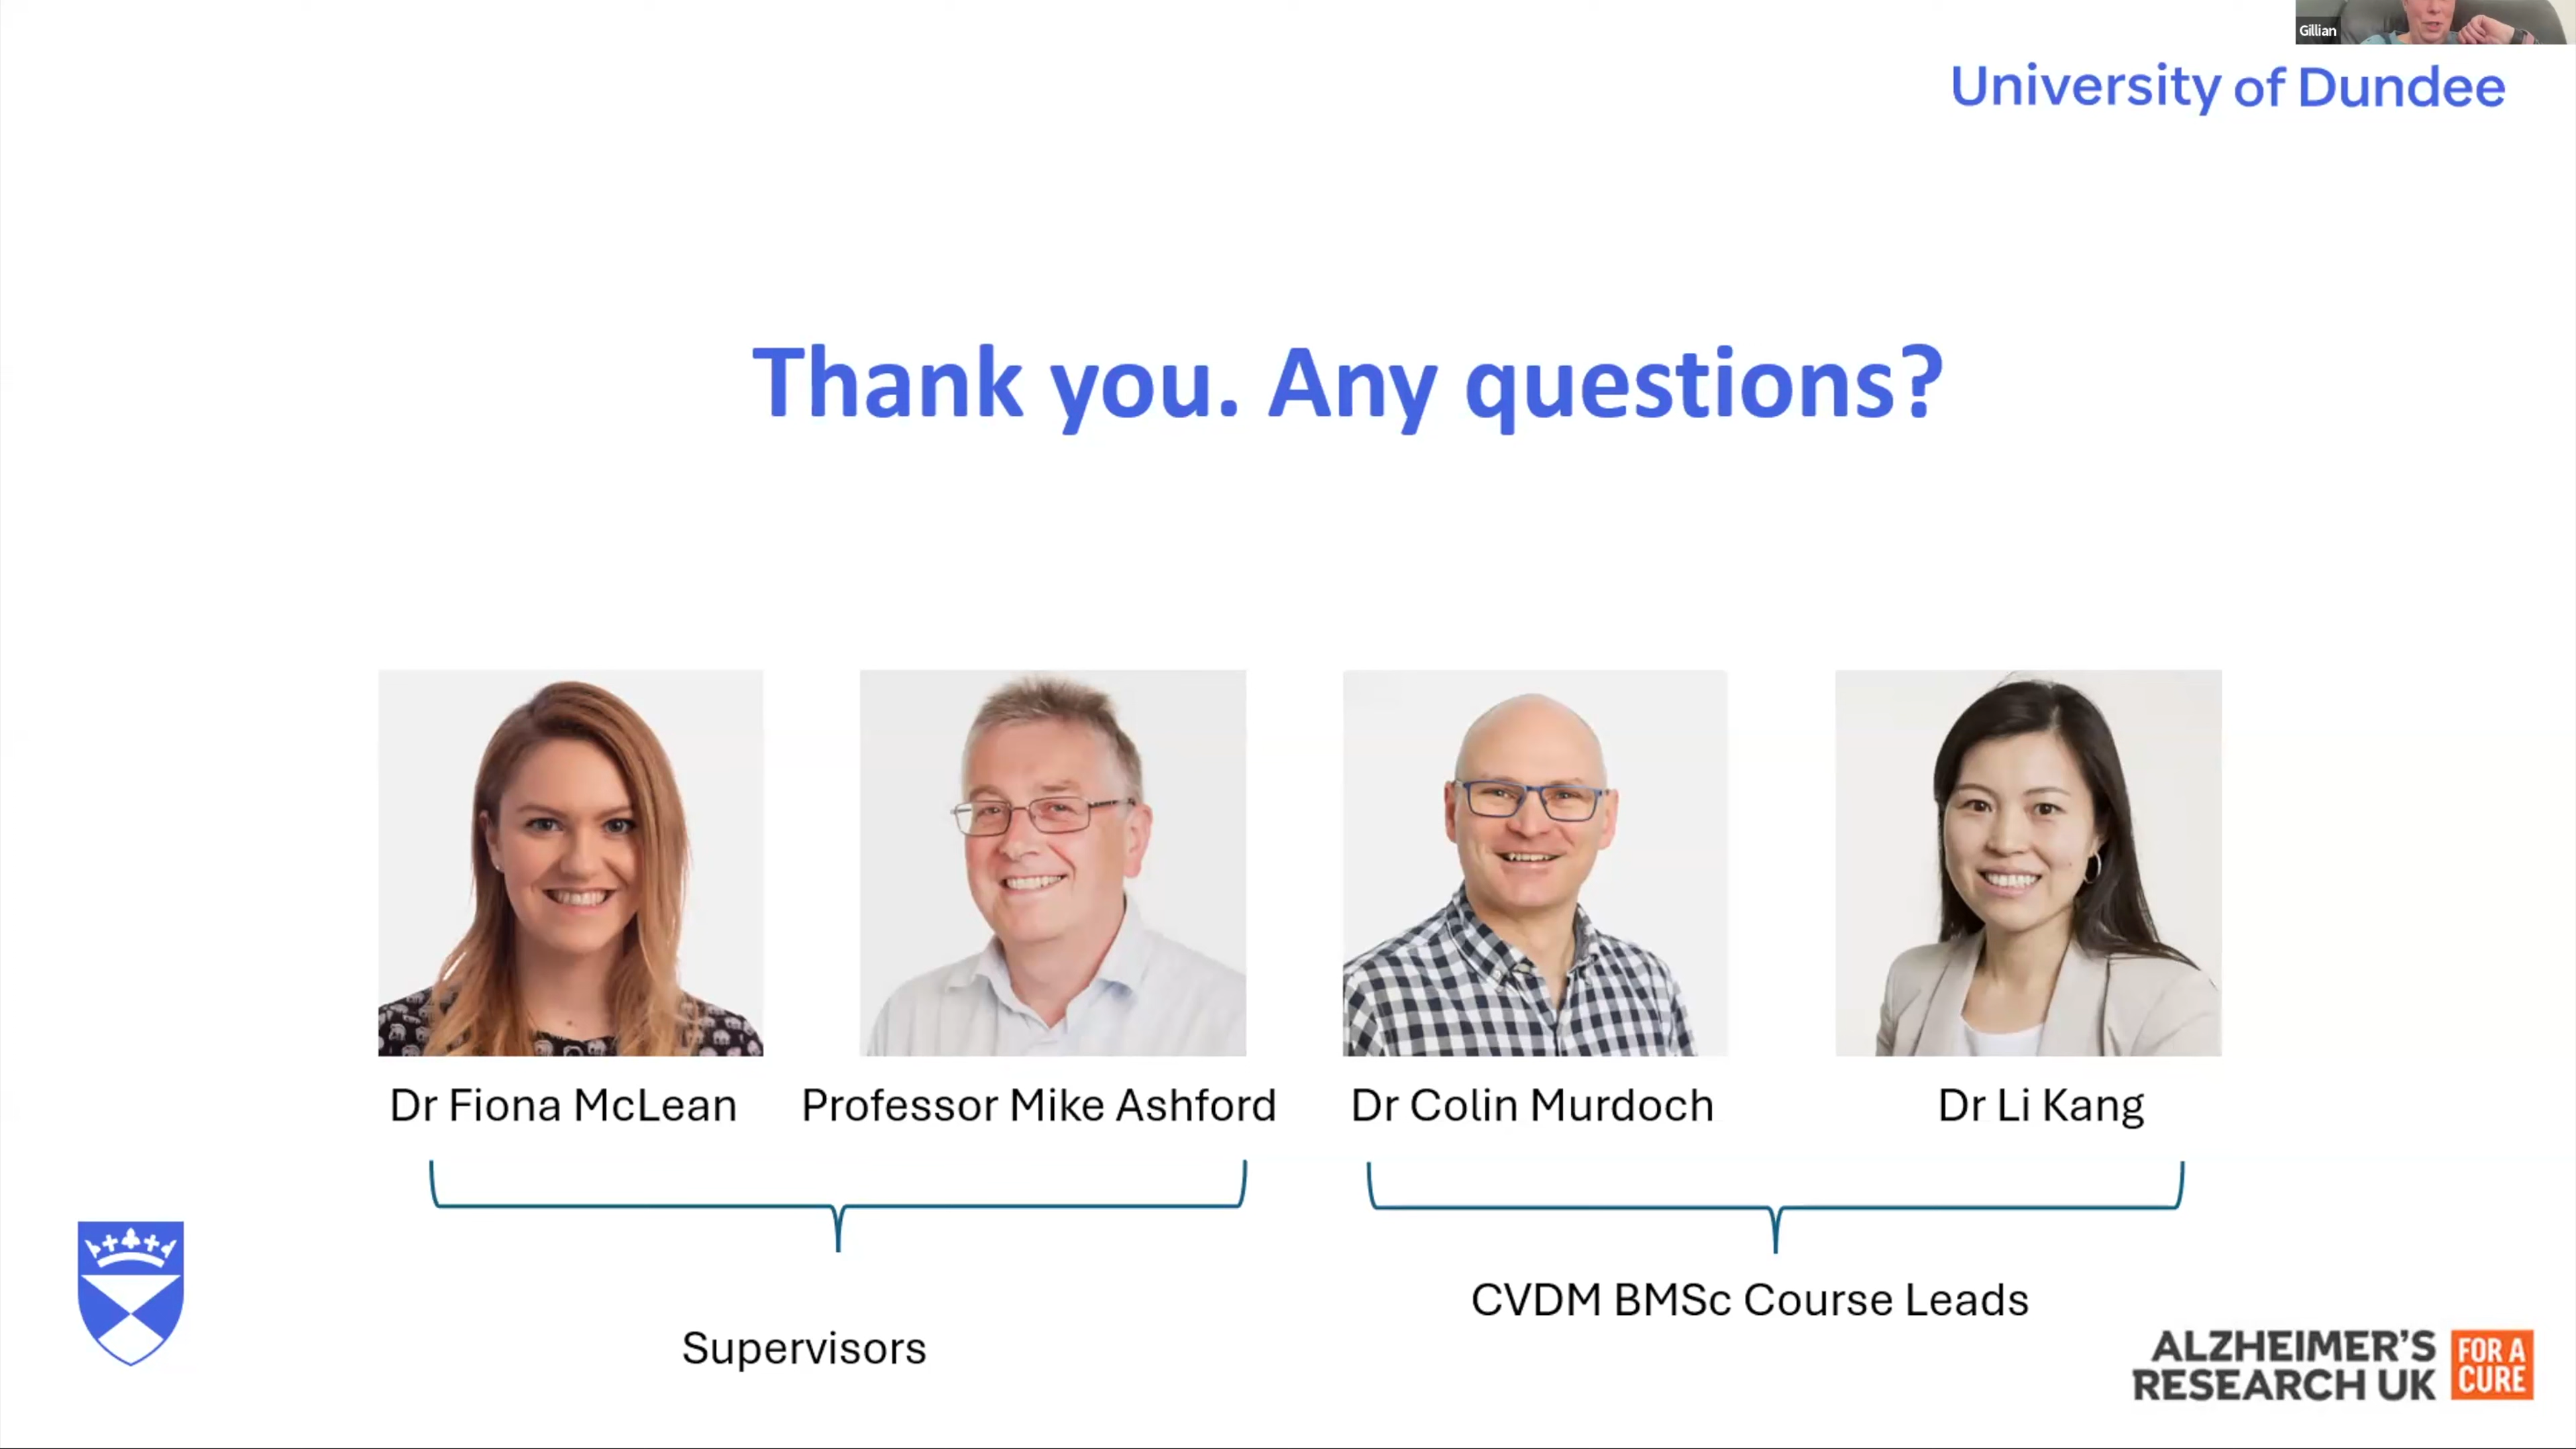 Gillian
University of Dundee
Thank you. Any questions?
Dr Fiona McLean
Professor Mike Ashford
Dr Colin Murdoch
Dr Li Kang
Supervisors
CVDM BMSc Course Leads
ALZHEIMER'S
RESEARCH UK
FOR A
CURE